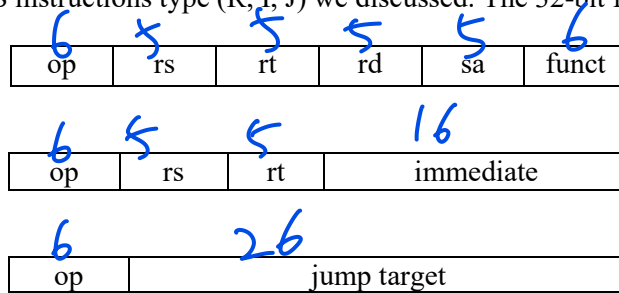 instructions type (R, I, J) we discussed. The 32-bit
6 5 5 5 5 6
op rs rt rd sa funct
6 5 5 16
op rs rt immediate
6 26
op jump target